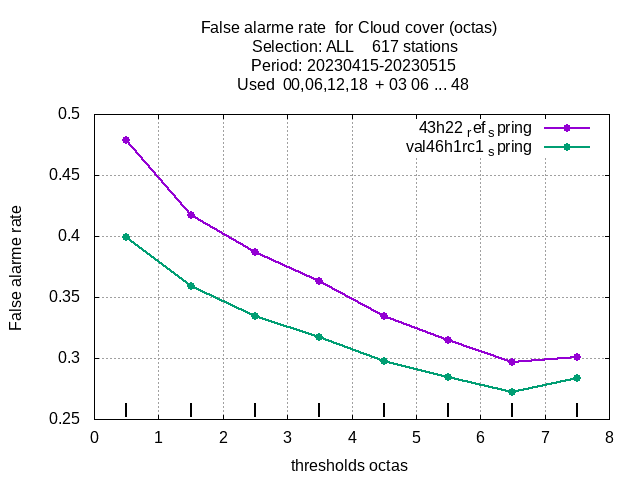 False alarme rate for Cloud cover (octas)
Selection: ALL 617 stations
Period: 20230415-20230515
Used 00,06,12,18 + 03 06 ... 48
0.5
43h22 ref spring
val46h1rc1 spring
0.45
0.4
0.35
0.3
0.25
False alarme rate
0 1 2 3 4 5 6 7 8
thresholds octas